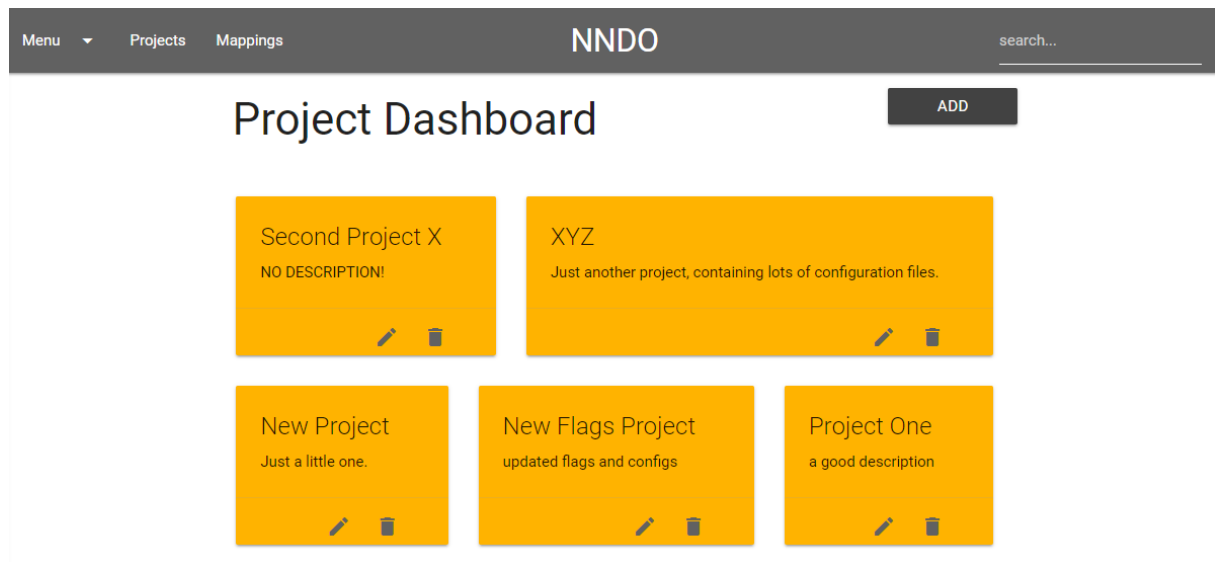 Menu Projects Mappings NNDO search...
Project Dashboard ADD
Second Project X
NO DESCRIPTION!
XYZ
Just another project, containing lots of configuration files.
New Project
Just a little one.
New Flags Project
updated flags and configs
Project One
a good description